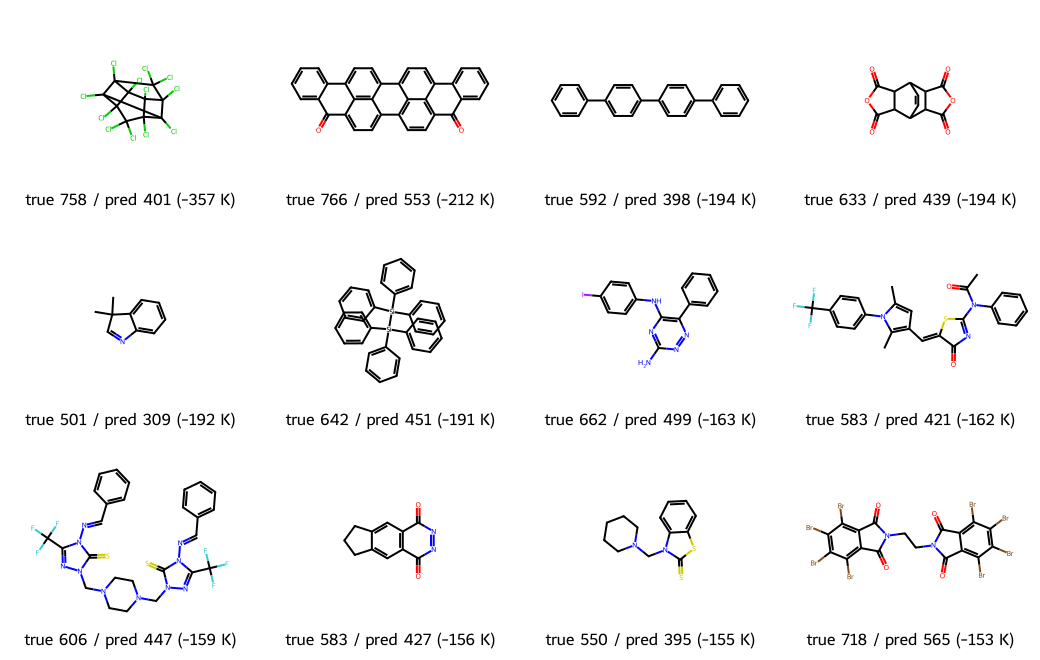 true 758 / pred 401 (-357 K)
true 766 / pred 553 (-212 K)
true 592 / pred 398 (-194 K)
true 633 / pred 439 (-194 K)
true 501 / pred 309 (-192 K)
true 642 / pred 451 (-191 K)
true 662 / pred 499 (-163 K)
true 583 / pred 421 (-162 K)
true 606 / pred 447 (-159 K)
true 583 / pred 427 (-156 K)
true 550 / pred 395 (-155 K)
true 718 / pred 565 (-153 K)